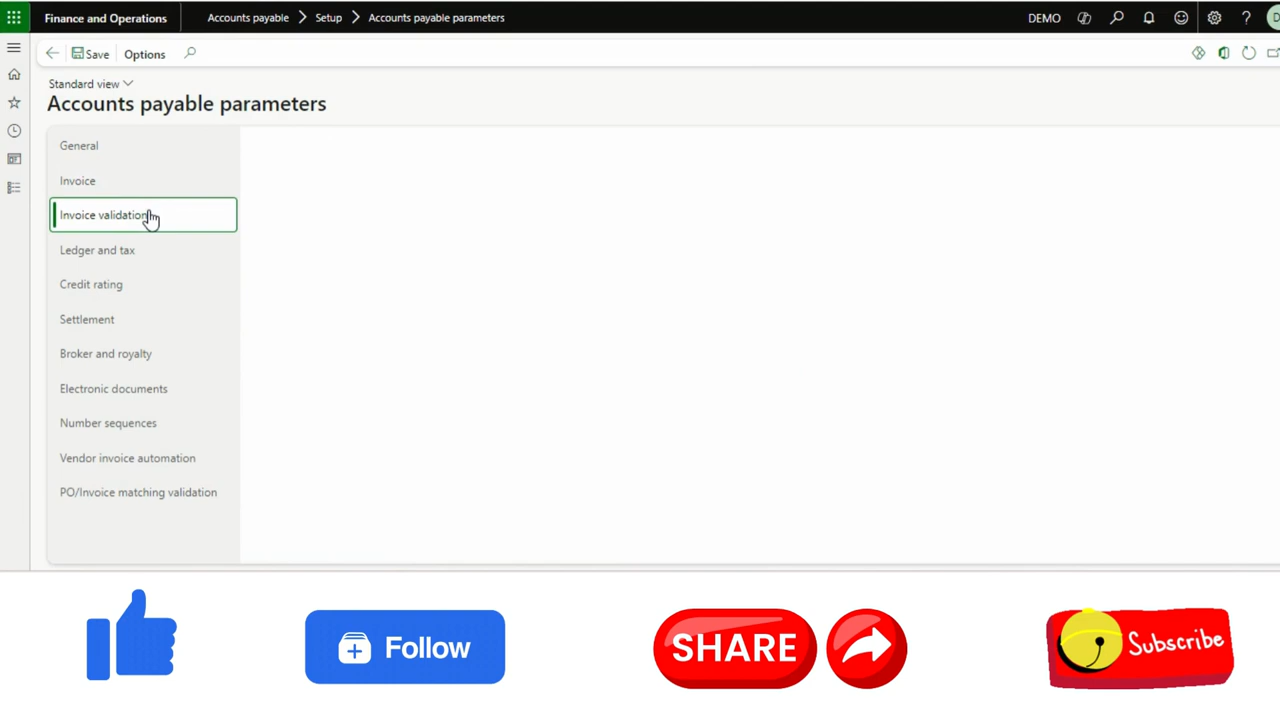 Finance and Operations
Accounts payable
Setup
Accounts payable parameters
DEMO
D
Save
Options
Standard view
Accounts payable parameters
General
Invoice
Invoice validation
Ledger and tax
Credit rating
Settlement
Broker and royalty
Electronic documents
Number sequences
Vendor invoice automation
PO/Invoice matching validation
Follow
SHARE
Subscribe